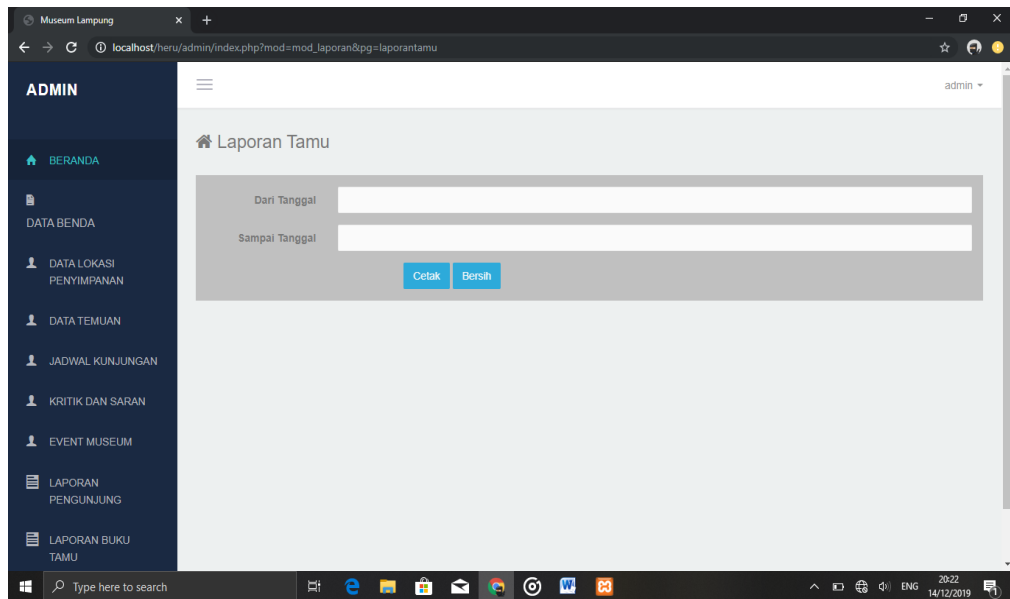 Museum Lampung
localhost/heru/admin/index.php?mod=mod_laporan&pg=laporantamu
ADMIN
admin
Laporan Tamu
BERANDA
DATA BENDA
DATA LOKASI
PENYIMPANAN
DATA TEMUAN
JADWAL KUNJUNGAN
KRITIK DAN SARAN
EVENT MUSEUM
LAPORAN
PENGUNJUNG
LAPORAN BUKU
TAMU
Dari Tanggal
Sampai Tanggal
Cetak Bersih
Type here to search
ENG
20:22
14/12/2019